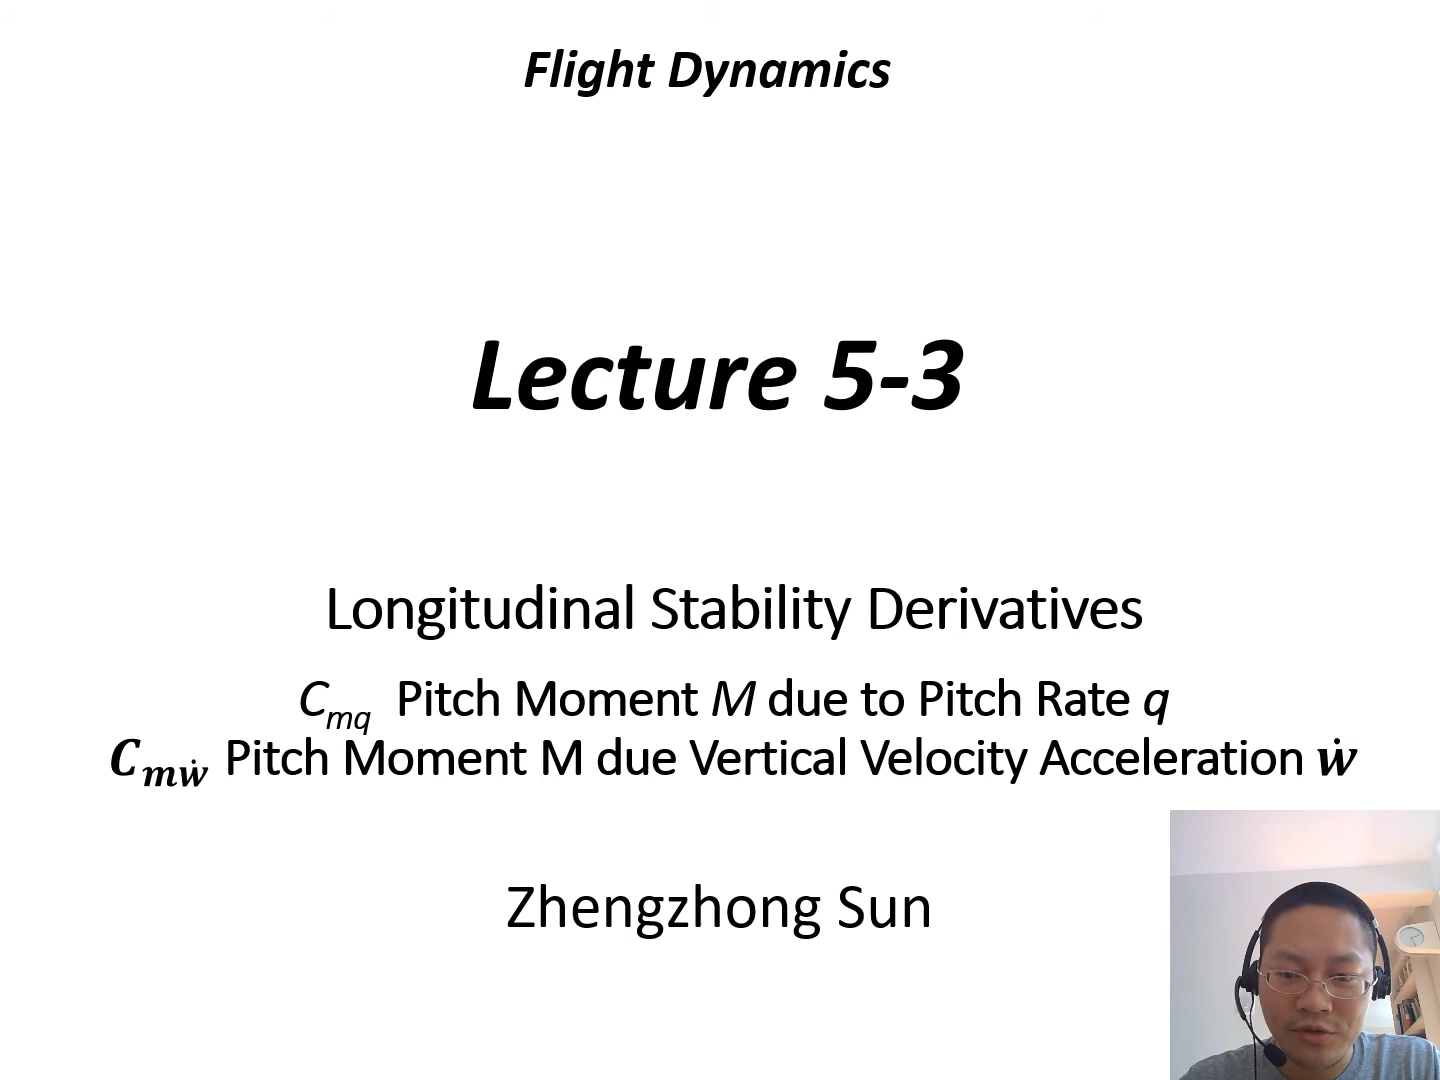 Flight Dynamics
Lecture 5-3
Longitudinal Stability Derivatives
Cmq Pitch Moment M due to Pitch Rate q
Cmẇ Pitch Moment M due Vertical Velocity Acceleration ẇ
Zhengzhong Sun